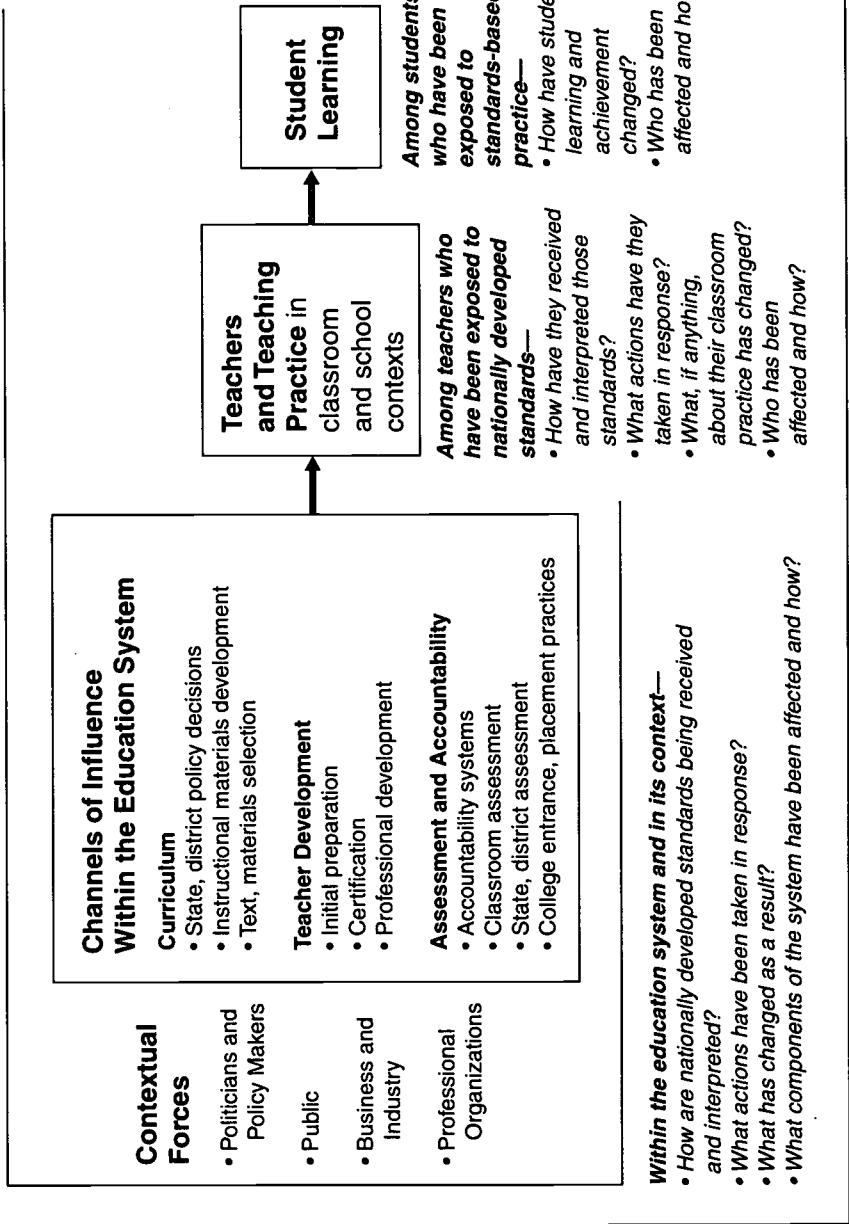 Contextual
Forces
• Politicians and
Policy Makers
• Public
• Business and
Industry
• Professional
Organizations
Channels of Influence
Within the Education System
Curriculum
• State, district policy decisions
• Instructional materials development
• Text, materials selection
Teacher Development
• Initial preparation
• Certification
• Professional development
Assessment and Accountability
• Accountability systems
• Classroom assessment
• State, district assessment
• College entrance, placement practices
Teachers
and Teaching
Practice in
classroom
and school
contexts
Student
Learning
Within the education system and in its context—
• How are nationally developed standards being received
and interpreted?
• What actions have been taken in response?
• What has changed as a result?
• What components of the system have been affected and how?
Among teachers who
have been exposed to
nationally developed
standards—
• How have they received
and interpreted those
standards?
• What actions have they
taken in response?
• What, if anything,
about their classroom
practice has changed?
• Who has been
affected and how?
Among students
who have been
exposed to
standards-based
practice—
• How have stude
learning and
achievement
changed?
• Who has been
affected and ho